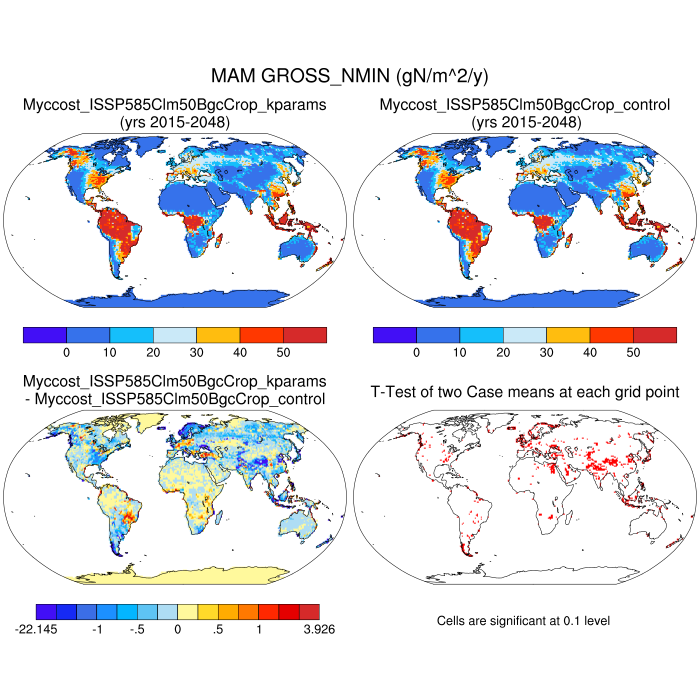 MAM GROSS_NMIN (gN/m^2/y)
Myccost_ISSP585Clm50BgcCrop_kparams
(yrs 2015-2048)
Myccost_ISSP585Clm50BgcCrop_control
(yrs 2015-2048)
0 10 20 30 40 50
0 10 20 30 40 50
Myccost_ISSP585Clm50BgcCrop_kparams
- Myccost_ISSP585Clm50BgcCrop_control
T-Test of two Case means at each grid point
-22.145 -1 -.5 0 .5 1 3.926
Cells are significant at 0.1 level